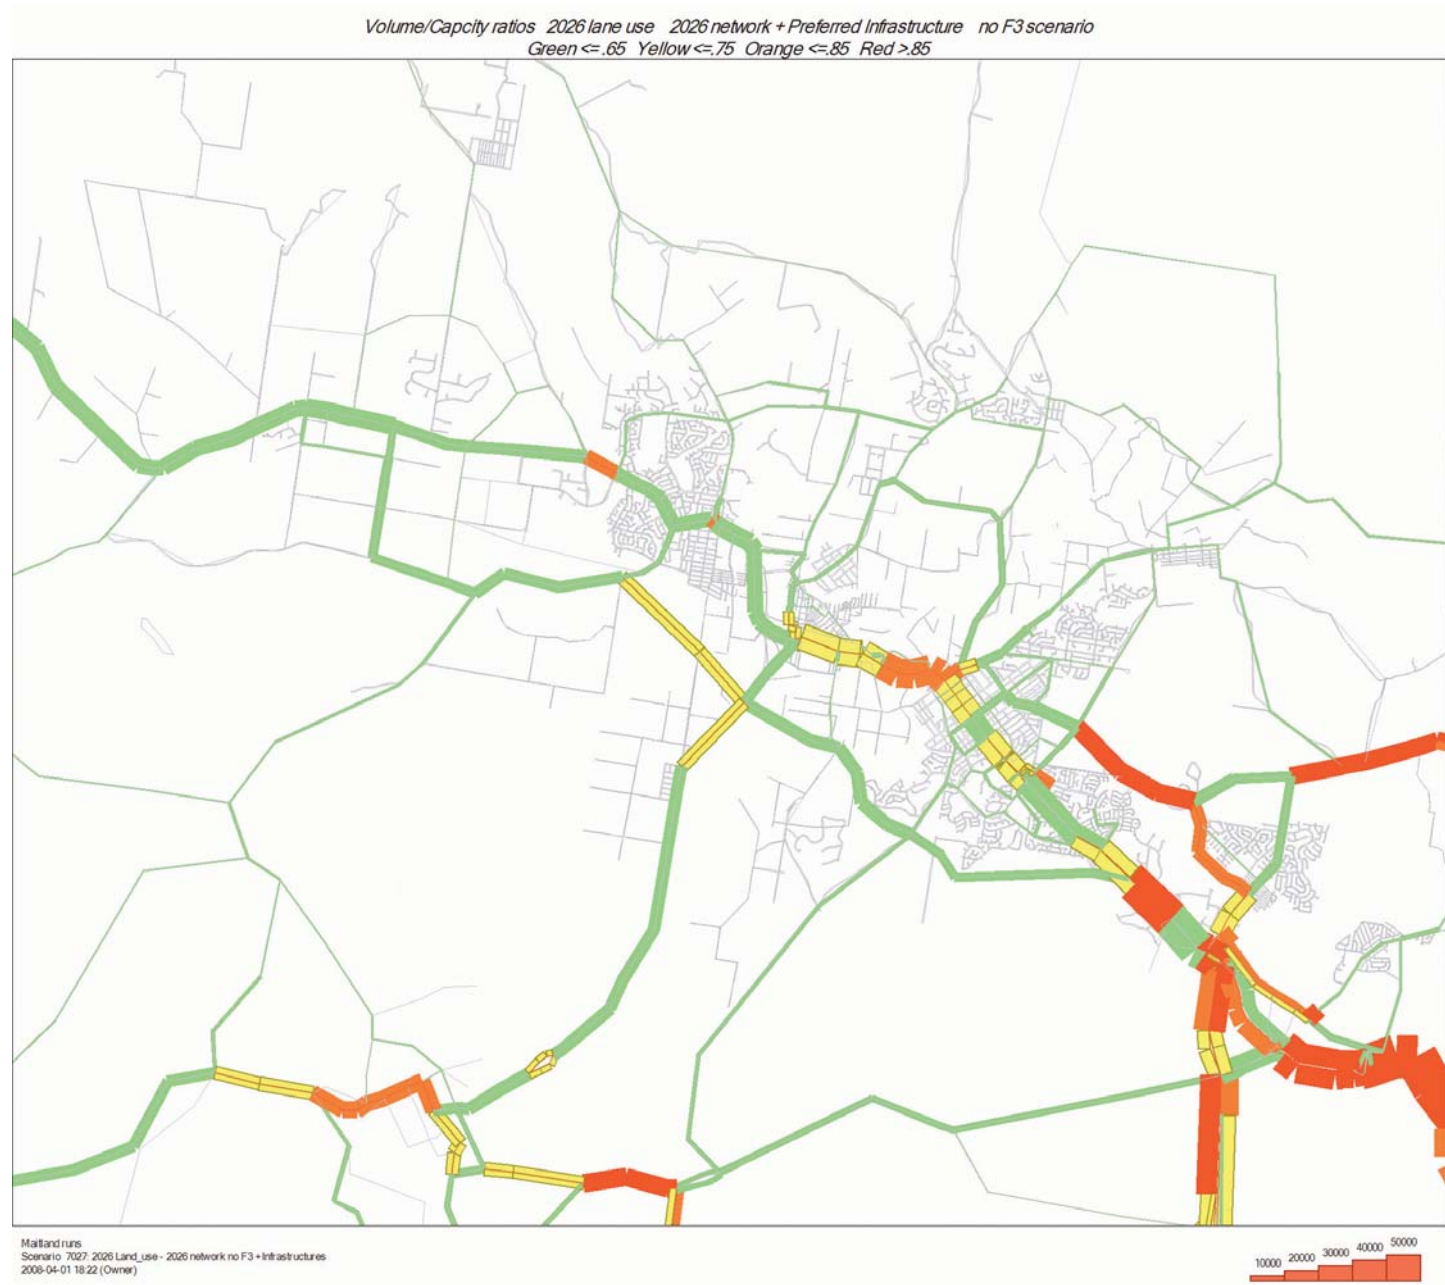 Volume/Capcity ratios 2026 lane use 2026 network + Preferred Infrastructure no F3 scenario
Green <= .65 Yellow <=.75 Orange <=.85 Red >.85
Maitland runs
Scenario 7027: 2026 Land_use - 2026 network no F3 + Infrastructures
2008-04-01 18:22 (Owner)
10000 20000 30000 40000 50000